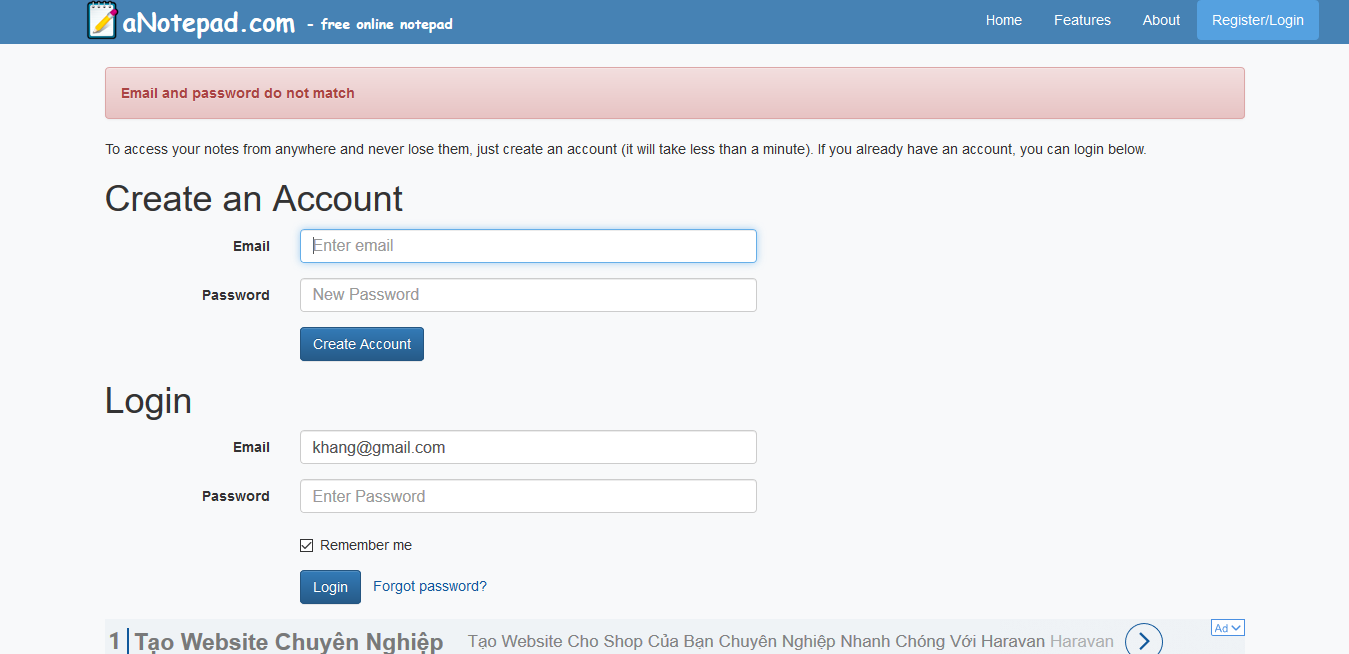 aNotepad.com - free online notepad
Home Features About Register/Login
Email and password do not match
To access your notes from anywhere and never lose them, just create an account (it will take less than a minute). If you already have an account, you can login below.
Create an Account
Email Enter email
Password New Password
Create Account
Login
Email khang@gmail.com
Password Enter Password
Remember me
Login Forgot password?
Ad
1 Tạo Website Chuyên Nghiệp Tạo Website Cho Shop Của Bạn Chuyên Nghiệp Nhanh Chóng Với Haravan Haravan